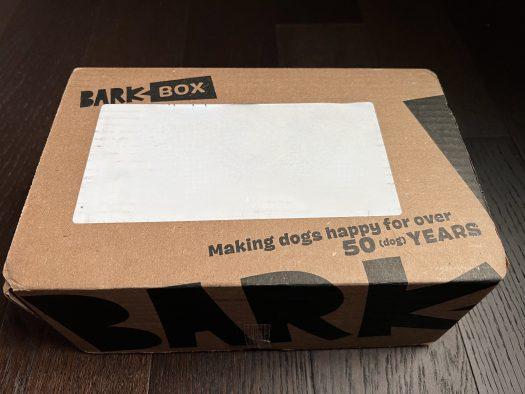 BARK BOX
Making dogs happy for over
50 (dog) YEARS
BARK